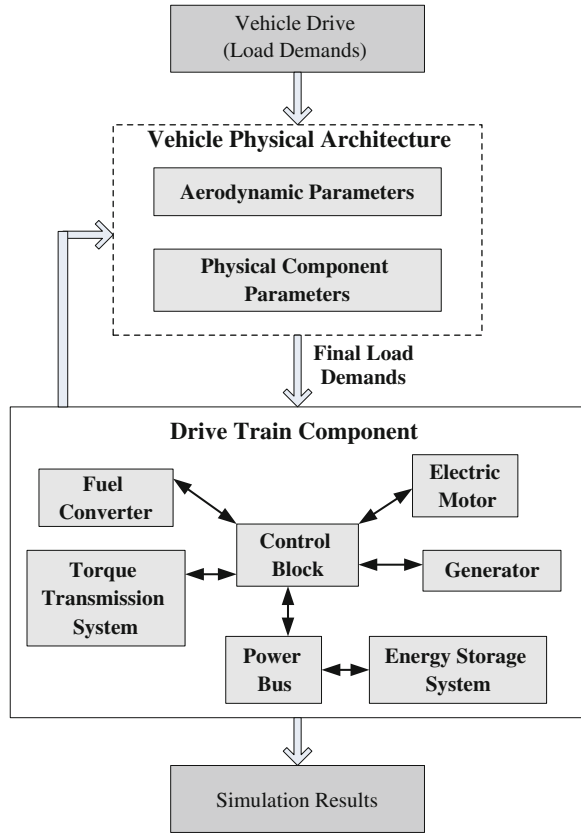 Vehicle Drive
(Load Demands)
Vehicle Physical Architecture
Aerodynamic Parameters
Physical Component
Parameters
Final Load
Demands
Drive Train Component
Fuel
Converter
Electric
Motor
Control
Block
Torque
Transmission
System
Generator
Power
Bus
Energy Storage
System
Simulation Results